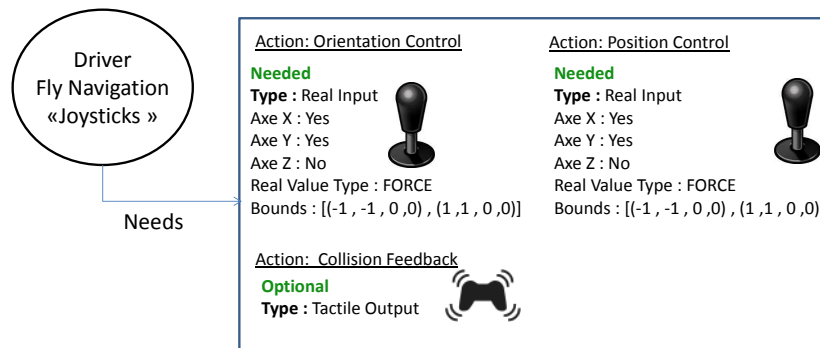 Driver
Fly Navigation
«Joysticks »
Needs
Action: Orientation Control
Needed
Type : Real Input
Axe X : Yes
Axe Y : Yes
Axe Z : No
Real Value Type : FORCE
Bounds : [(-1 , -1 , 0 ,0) , (1 ,1 , 0 ,0)]
Action: Position Control
Needed
Type : Real Input
Axe X : Yes
Axe Y : Yes
Axe Z : No
Real Value Type : FORCE
Bounds : [(-1 , -1 , 0 ,0) , (1 ,1 , 0 ,0)
Action: Collision Feedback
Optional
Type : Tactile Output